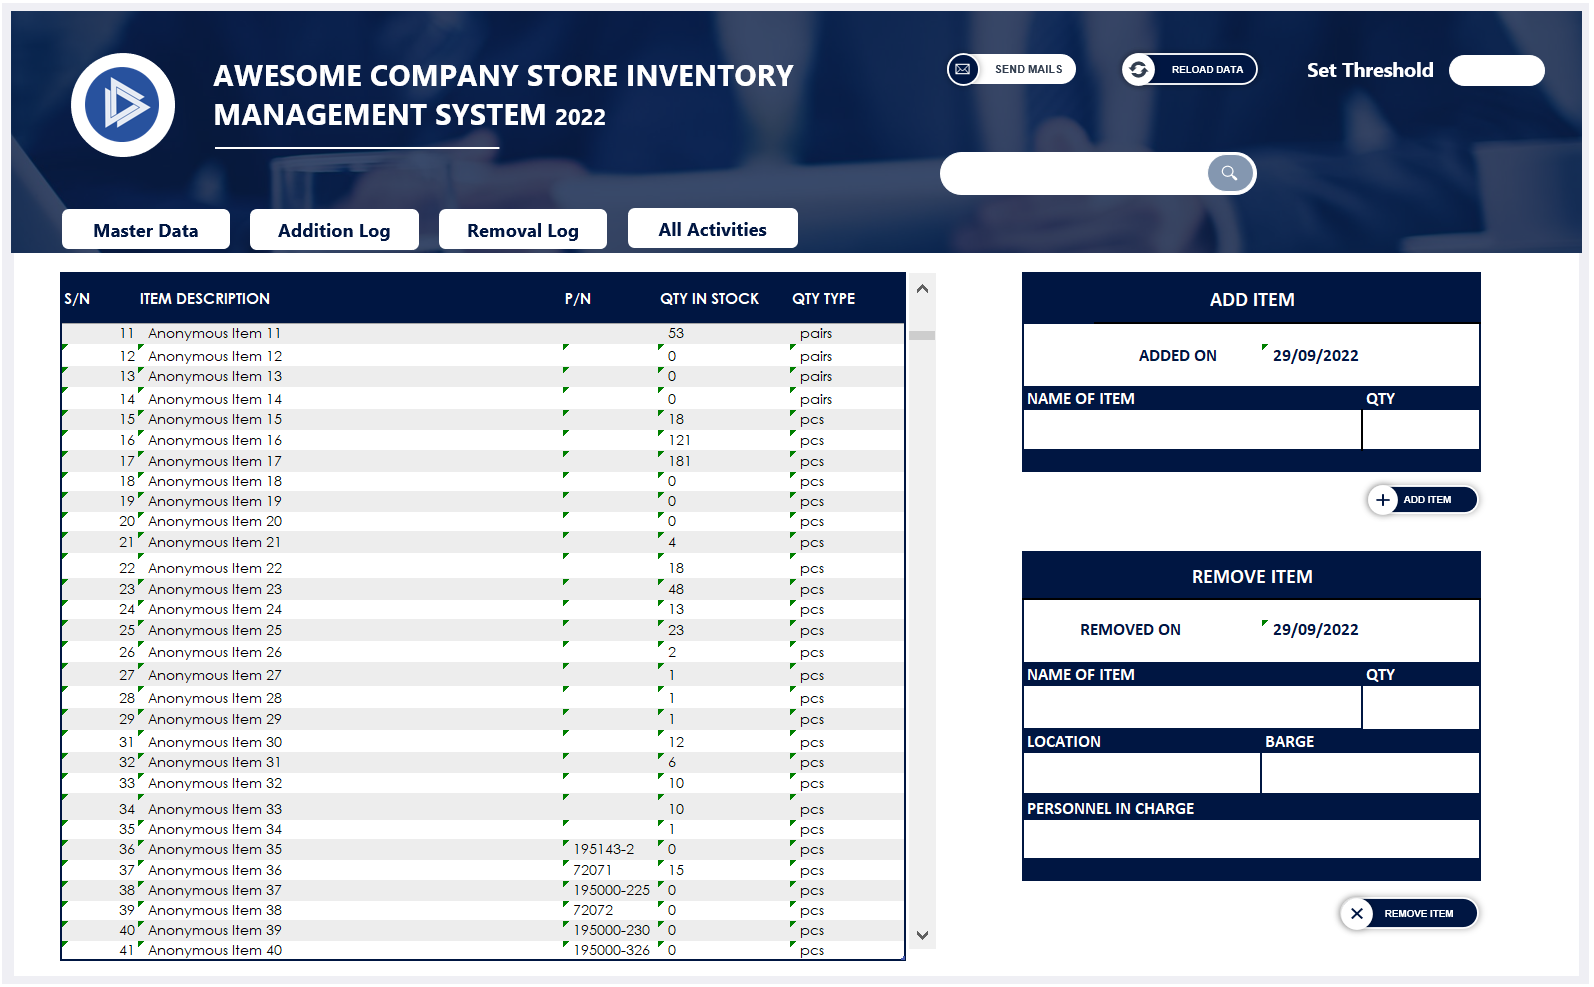 AWESOME COMPANY STORE INVENTORY
MANAGEMENT SYSTEM 2022
SEND MAILS
RELOAD DATA
Set Threshold
Master Data
Addition Log
Removal Log
All Activities
S/N ITEM DESCRIPTION P/N QTY IN STOCK QTY TYPE
11 Anonymous Item 11 53 pairs
12 Anonymous Item 12 0 pairs
13 Anonymous Item 13 0 pairs
14 Anonymous Item 14 0 pairs
15 Anonymous Item 15 18 pcs
16 Anonymous Item 16 121 pcs
17 Anonymous Item 17 181 pcs
18 Anonymous Item 18 0 pcs
19 Anonymous Item 19 0 pcs
20 Anonymous Item 20 0 pcs
21 Anonymous Item 21 4 pcs
22 Anonymous Item 22 18 pcs
23 Anonymous Item 23 48 pcs
24 Anonymous Item 24 13 pcs
25 Anonymous Item 25 23 pcs
26 Anonymous Item 26 2 pcs
27 Anonymous Item 27 1 pcs
28 Anonymous Item 28 1 pcs
29 Anonymous Item 29 1 pcs
31 Anonymous Item 30 12 pcs
32 Anonymous Item 31 6 pcs
33 Anonymous Item 32 10 pcs
34 Anonymous Item 33 10 pcs
35 Anonymous Item 34 1 pcs
36 Anonymous Item 35 195143-2 0 pcs
37 Anonymous Item 36 72071 15 pcs
38 Anonymous Item 37 195000-225 0 pcs
39 Anonymous Item 38 72072 0 pcs
40 Anonymous Item 39 195000-230 0 pcs
41 Anonymous Item 40 195000-326 0 pcs
ADD ITEM
ADDED ON 29/09/2022
NAME OF ITEM QTY
ADD ITEM
REMOVE ITEM
REMOVED ON 29/09/2022
NAME OF ITEM QTY
LOCATION BARGE
PERSONNEL IN CHARGE
REMOVE ITEM